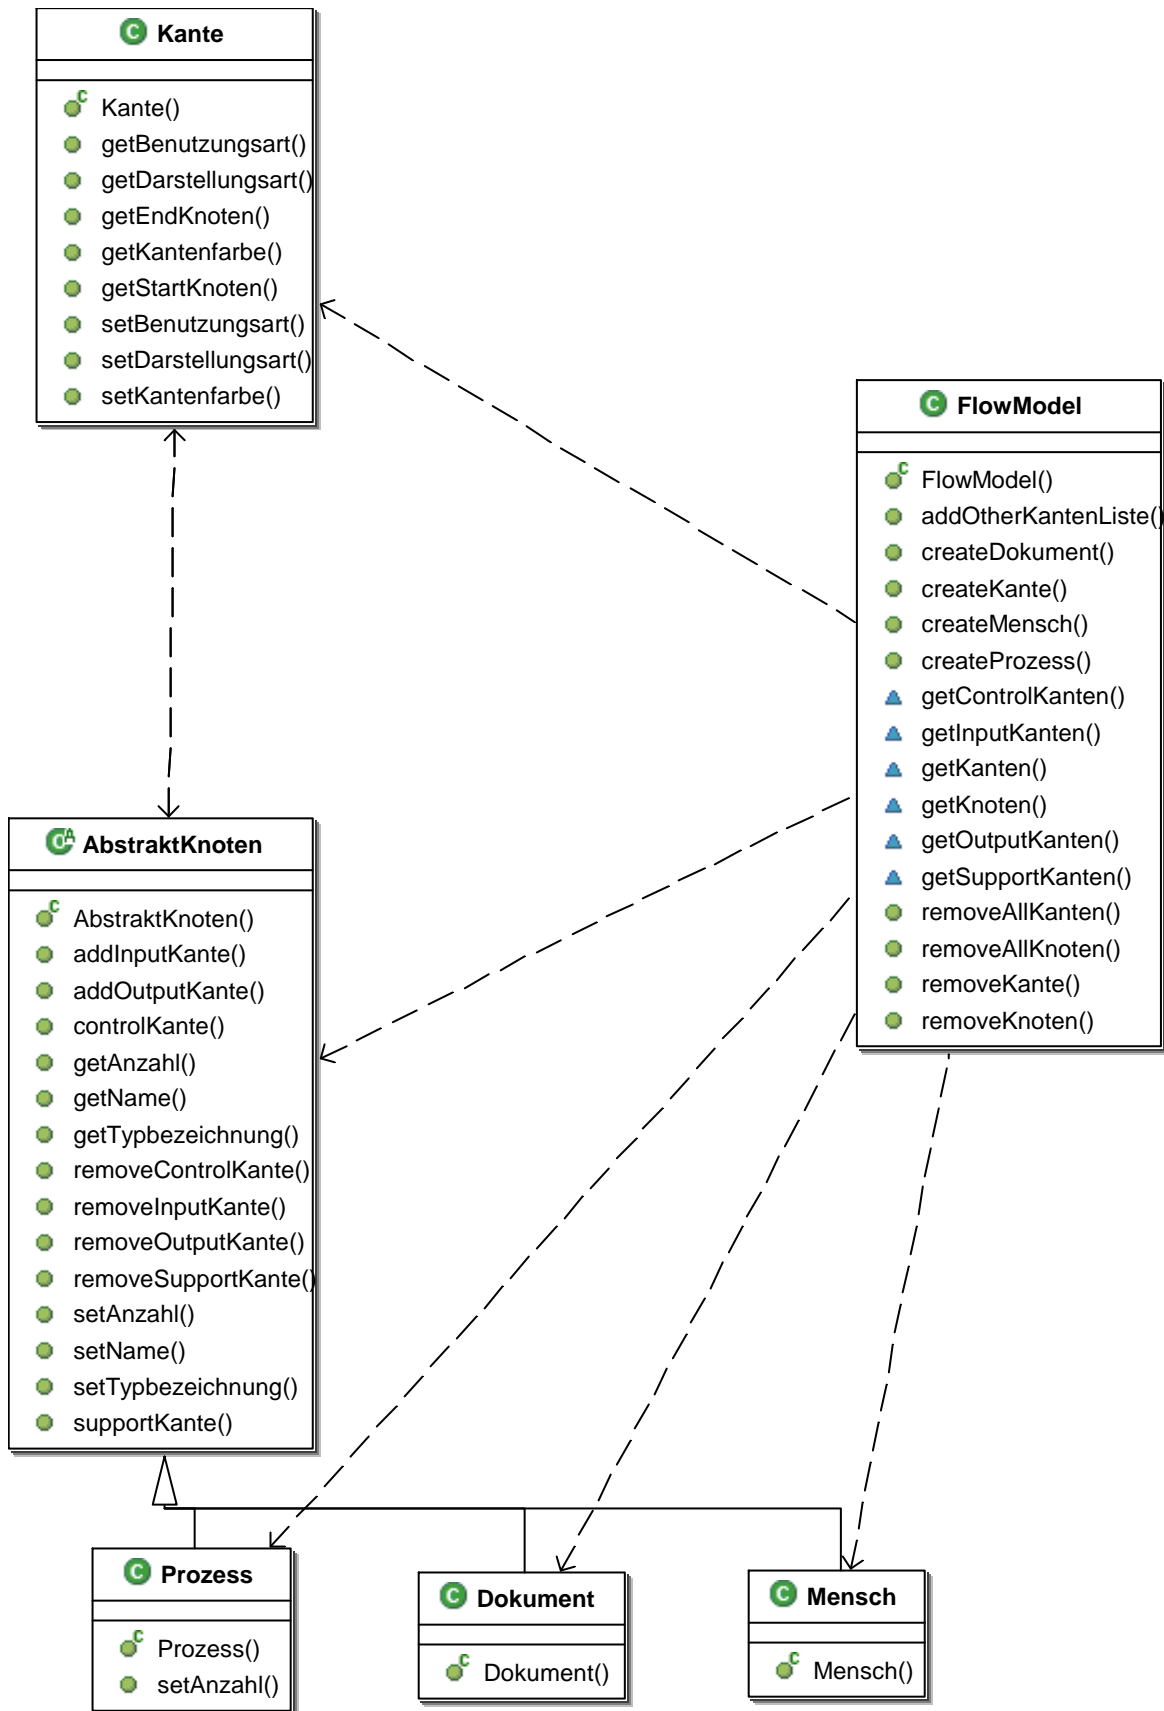 Kante
Kante()
getBenutzungsart()
getDarstellungsart()
getEndKnoten()
getKantenfarbe()
getStartKnoten()
setBenutzungsart()
setDarstellungsart()
setKantenfarbe()
FlowModel
FlowModel()
addOtherKantenListe()
createDokument()
createKante()
createMensch()
createProzess()
getControlKanten()
getInputKanten()
getKanten()
getKnoten()
getOutputKanten()
getSupportKanten()
removeAllKanten()
removeAllKnoten()
removeKante()
removeKnoten()
AbstraktKnoten
AbstraktKnoten()
addInputKante()
addOutputKante()
controlKante()
getAnzahl()
getName()
getTypbezeichnung()
removeControlKante()
removeInputKante()
removeOutputKante()
removeSupportKante()
setAnzahl()
setName()
setTypbezeichnung()
supportKante()
Prozess
Prozess()
setAnzahl()
Dokument
Dokument()
Mensch
Mensch()